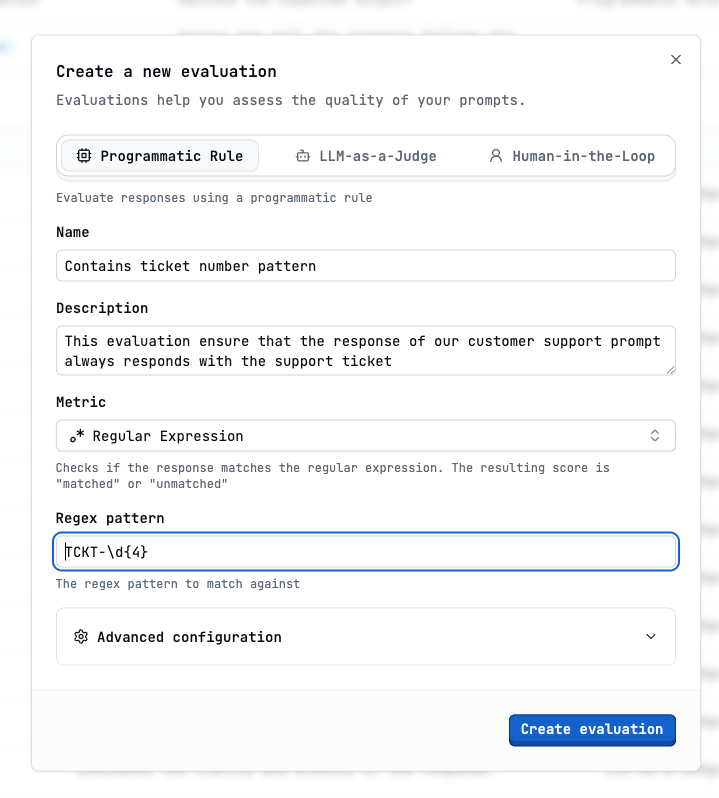 Create a new evaluation
Evaluations help you assess the quality of your prompts.
Programmatic Rule
LLM-as-a-Judge
Human-in-the-Loop
Evaluate responses using a programmatic rule
Name
Contains ticket number pattern
Description
This evaluation ensure that the response of our customer support prompt
always responds with the support ticket
Metric
.* Regular Expression
Checks if the response matches the regular expression. The resulting score is
"matched" or "unmatched"
Regex pattern
TCKT-\d{4}
The regex pattern to match against
Advanced configuration
Create evaluation